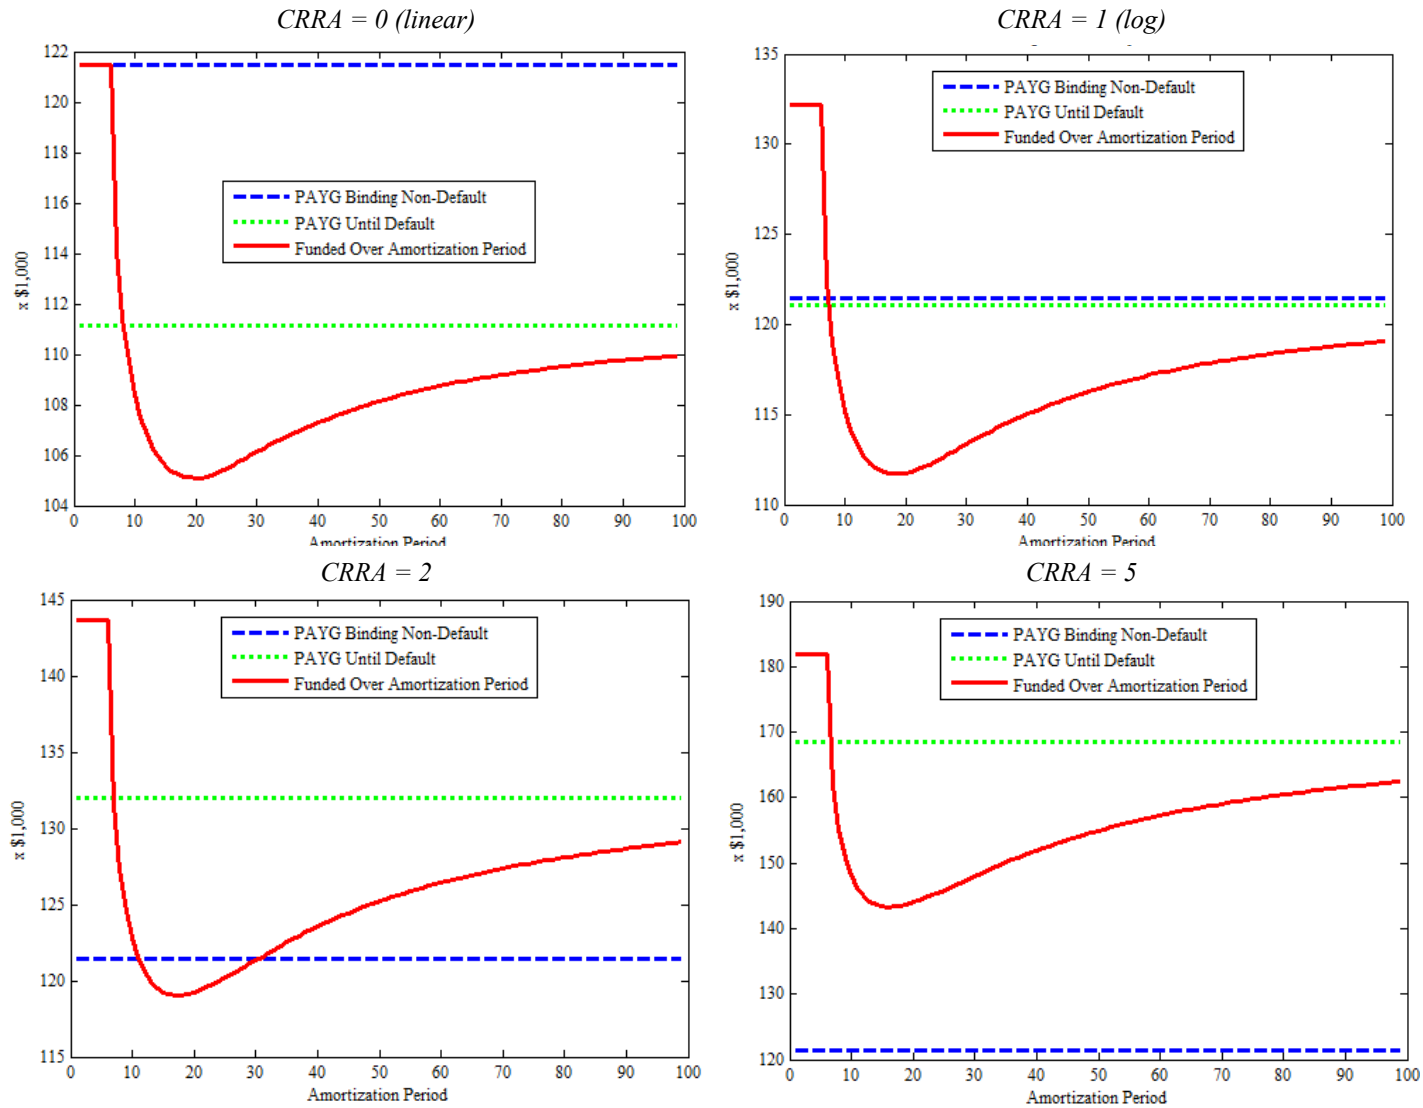 CRRA = 0 (linear)
122
120
118
116
114
112
110
108
106
104
x $1,000
PAYG Binding Non-Default
PAYG Until Default
Funded Over Amortization Period
0 10 20 30 40 50 60 70 80 90 100
Amortization Period
CRRA = 1 (log)
135
130
125
120
115
110
x $1,000
PAYG Binding Non-Default
PAYG Until Default
Funded Over Amortization Period
0 10 20 30 40 50 60 70 80 90 100
Amortization Period
CRRA = 2
145
140
135
130
125
120
115
x $1,000
PAYG Binding Non-Default
PAYG Until Default
Funded Over Amortization Period
0 10 20 30 40 50 60 70 80 90 100
Amortization Period
CRRA = 5
190
180
170
160
150
140
130
120
x $1,000
PAYG Binding Non-Default
PAYG Until Default
Funded Over Amortization Period
0 10 20 30 40 50 60 70 80 90 100
Amortization Period